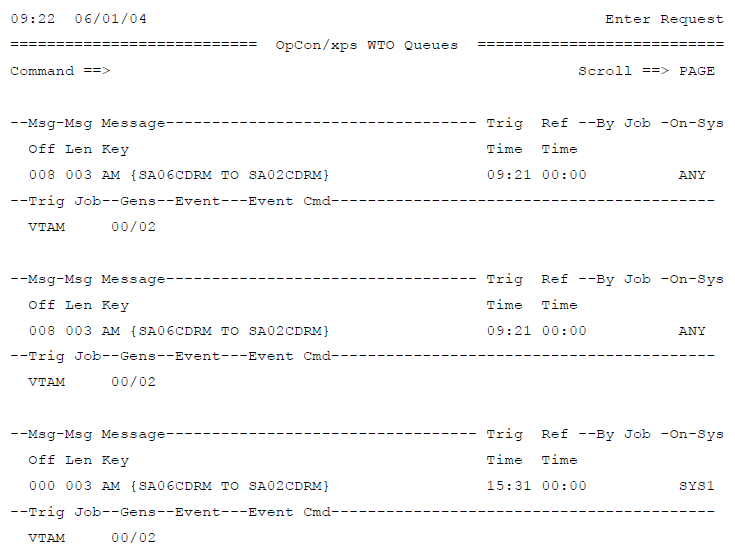 09:22  06/01/04                                                  Enter Request
===========================  OpCon/xps WTO Queues  ===========================
Command ==>                                                   Scroll ==> PAGE
--Msg-Msg Message---------------------------------- Trig  Ref --By Job -On-Sys
  Off Len Key                                       Time  Time
  008 003 AM {SA06CDRM TO SA02CDRM}                 09:21 00:00          ANY
--Trig Job--Gens--Event---Event Cmd------------------------------------------
  VTAM     00/02
--Msg-Msg Message---------------------------------- Trig  Ref --By Job -On-Sys
  Off Len Key                                       Time  Time
  008 003 AM {SA06CDRM TO SA02CDRM}                 09:21 00:00          ANY
--Trig Job--Gens--Event---Event Cmd------------------------------------------
  VTAM     00/02
--Msg-Msg Message---------------------------------- Trig  Ref --By Job -On-Sys
  Off Len Key                                       Time  Time
  000 003 AM {SA06CDRM TO SA02CDRM}                 15:31 00:00          SYS1
--Trig Job--Gens--Event---Event Cmd------------------------------------------
  VTAM     00/02